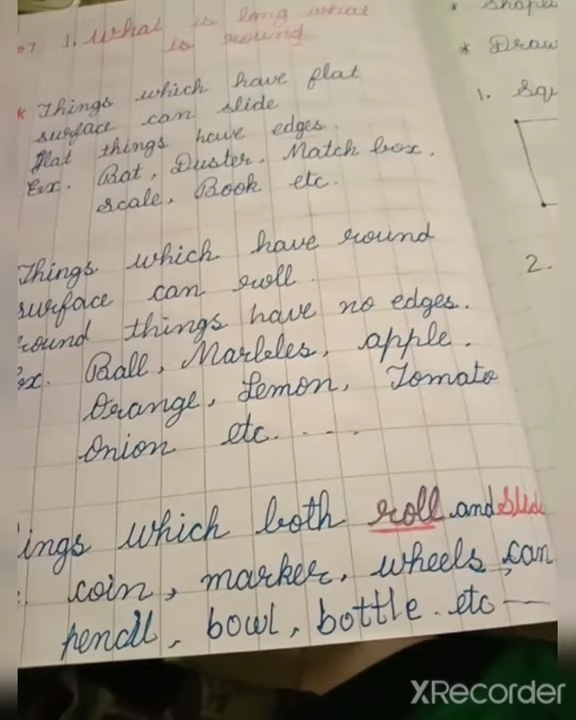 07 1. What is long what
is round
* Things which have flat
surface can slide
flat things have edges.
Ex. Bat, Duster, Match box,
scale, Book etc.
Things which have round
surface can roll
round things have no edges.
Ex. Ball, Marbles, apple.
Orange, Lemon, Tomato
Onion etc. ....
ings which both roll and slide
coin, marker, wheels, can
pencil, bowl, bottle. etc —
* Shapes
* Draw
1. Squ
2.
XRecorder